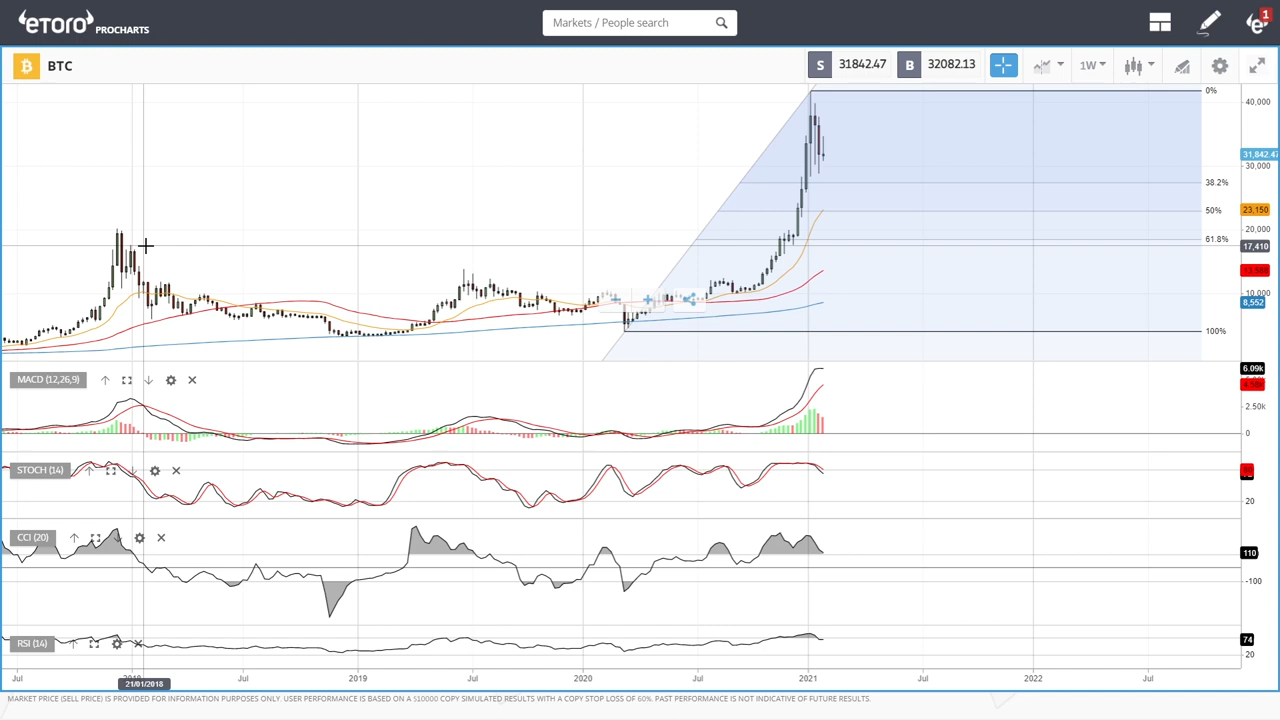 eToro PROCHARTS
Markets / People search
1
BTC
S 31842.47 B 32082.13 1W
0%
40,000
31,842.47
30,000
38.2%
23,150
50%
20,000
61.8%
17,410
10,000
8,552
100%
MACD (12,26,9)
6.09k
2.50k
0
STOCH (14)
20
CCI (20)
110
-100
RSI (14)
74
20
Jul 2018 Jul 2019 Jul 2020 Jul 2021 Jul 2022 Jul
21/01/2018
MARKET PRICE (SELL PRICE) IS PROVIDED FOR INFORMATION PURPOSES ONLY. USER PERFORMANCE IS BASED ON A $10000 COPY SIMULATED RESULTS WITH A COPY STOP LOSS OF 60%. PAST PERFORMANCE IS NOT INDICATIVE OF FUTURE RESULTS.